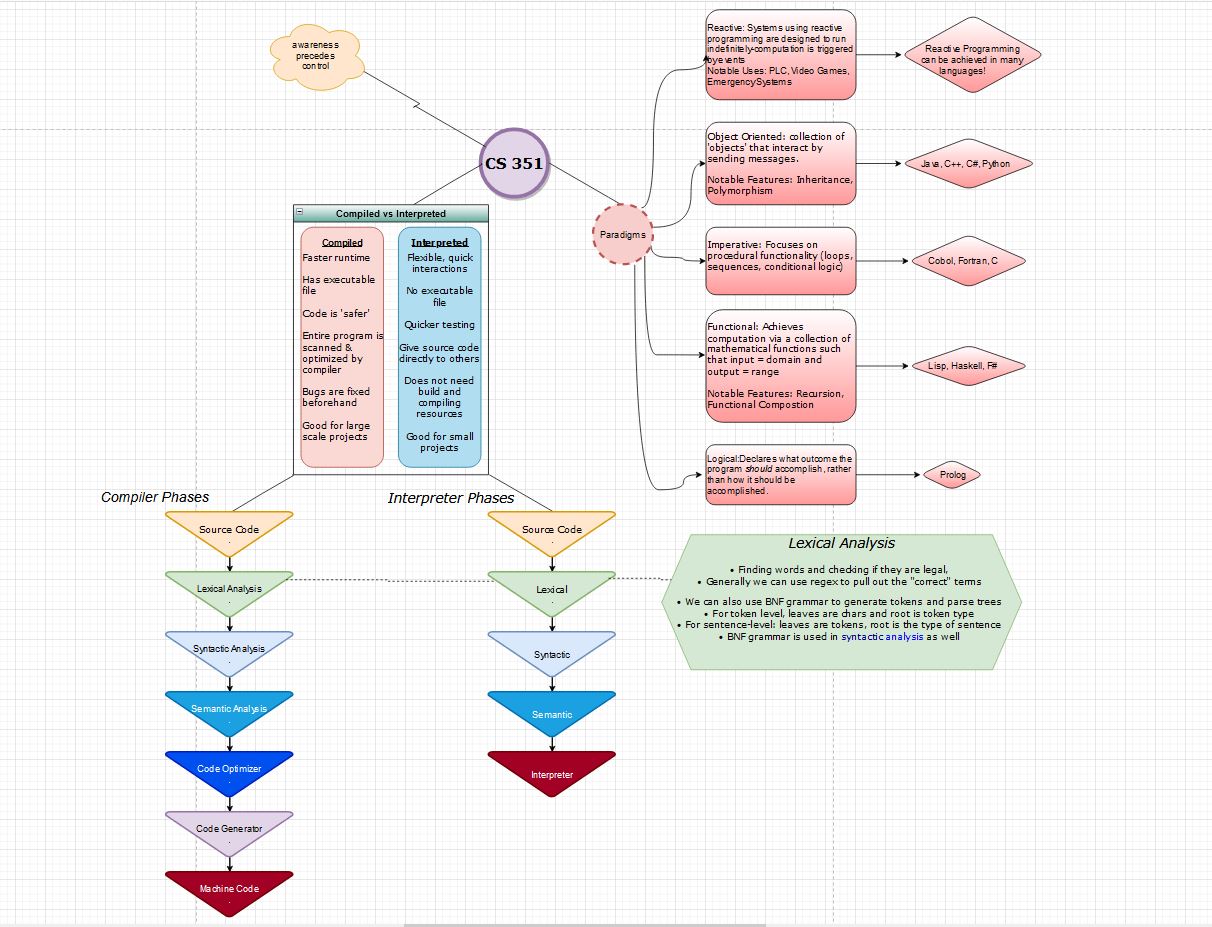 awareness
precedes
control
CS 351
Compiled vs Interpreted
Compiled
Faster runtime
Has executable
file
Code is 'safer'
Entire program is
scanned &
optimized by
compiler
Bugs are fixed
beforehand
Good for large
scale projects
Interpreted
Flexible, quick
interactions
No executable
file
Quicker testing
Give source code
directly to others
Does not need
build and
compiling
resources
Good for small
projects
Paradigms
Reactive: Systems using reactive
programming are designed to run
indefinitely-computation is triggered
by events
Notable Uses: PLC, Video Games,
Emergency Systems
Reactive Programming
can be achieved in many
languages!
Object Oriented: collection of
'objects' that interact by
sending messages.
Notable Features: Inheritance,
Polymorphism
Java, C++, C#, Python
Imperative: Focuses on
procedural functionality (loops,
sequences, conditional logic)
Cobol, Fortran, C
Functional: Achieves
computation via a collection of
mathematical functions such
that input = domain and
output = range
Notable Features: Recursion,
Functional Compostion
Lisp, Haskell, F#
Logical:Declares what outcome the
program should accomplish, rather
than how it should be
accomplished.
Prolog
Compiler Phases
Source Code
Lexical Analysis
Syntactic Analysis
Semantic Analysis
Code Optimizer
Code Generator
Machine Code
Interpreter Phases
Source Code
Lexical
Syntactic
Semantic
Interpreter
Lexical Analysis
• Finding words and checking if they are legal,
• Generally we can use regex to pull out the "correct" terms
• We can also use BNF grammar to generate tokens and parse trees
• For token level, leaves are chars and root is token type
• For sentence-level: leaves are tokens, root is the type of sentence
• BNF grammar is used in syntactic analysis as well